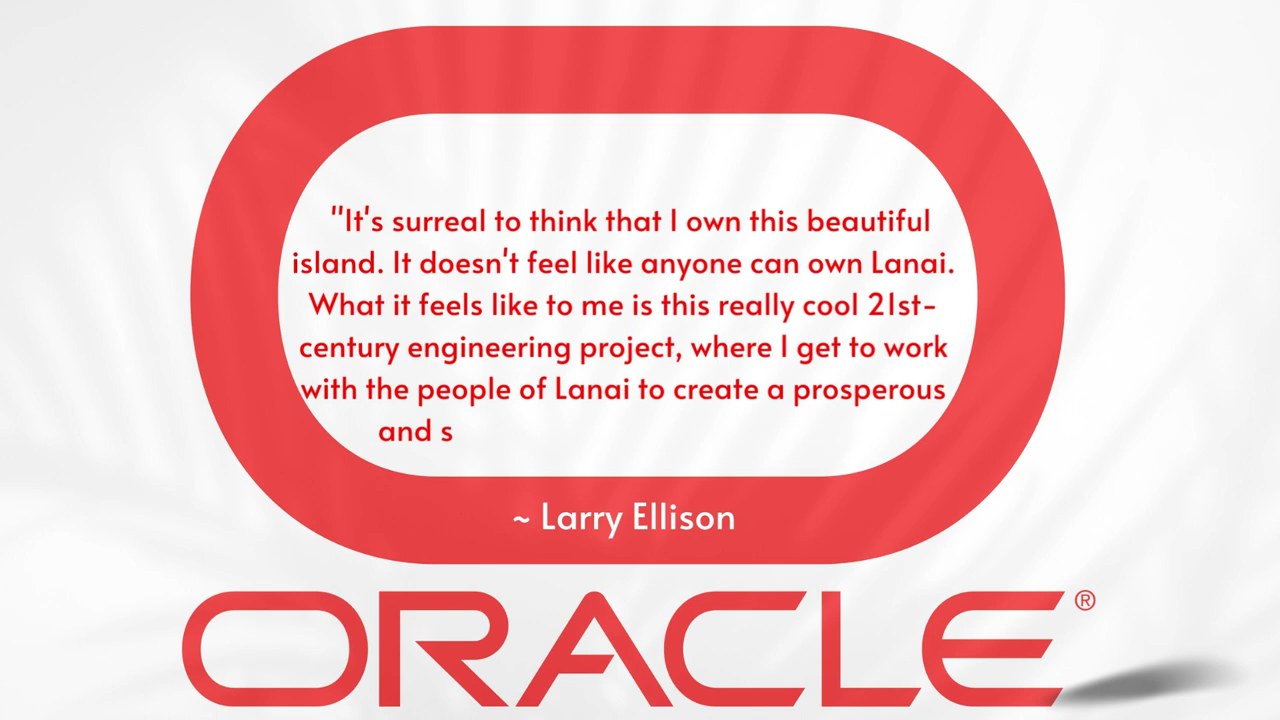 "It's surreal to think that I own this beautiful
island. It doesn't feel like anyone can own Lanai.
What it feels like to me is this really cool 21st-
century engineering project, where I get to work
with the people of Lanai to create a prosperous
and s
~ Larry Ellison
ORACLE®